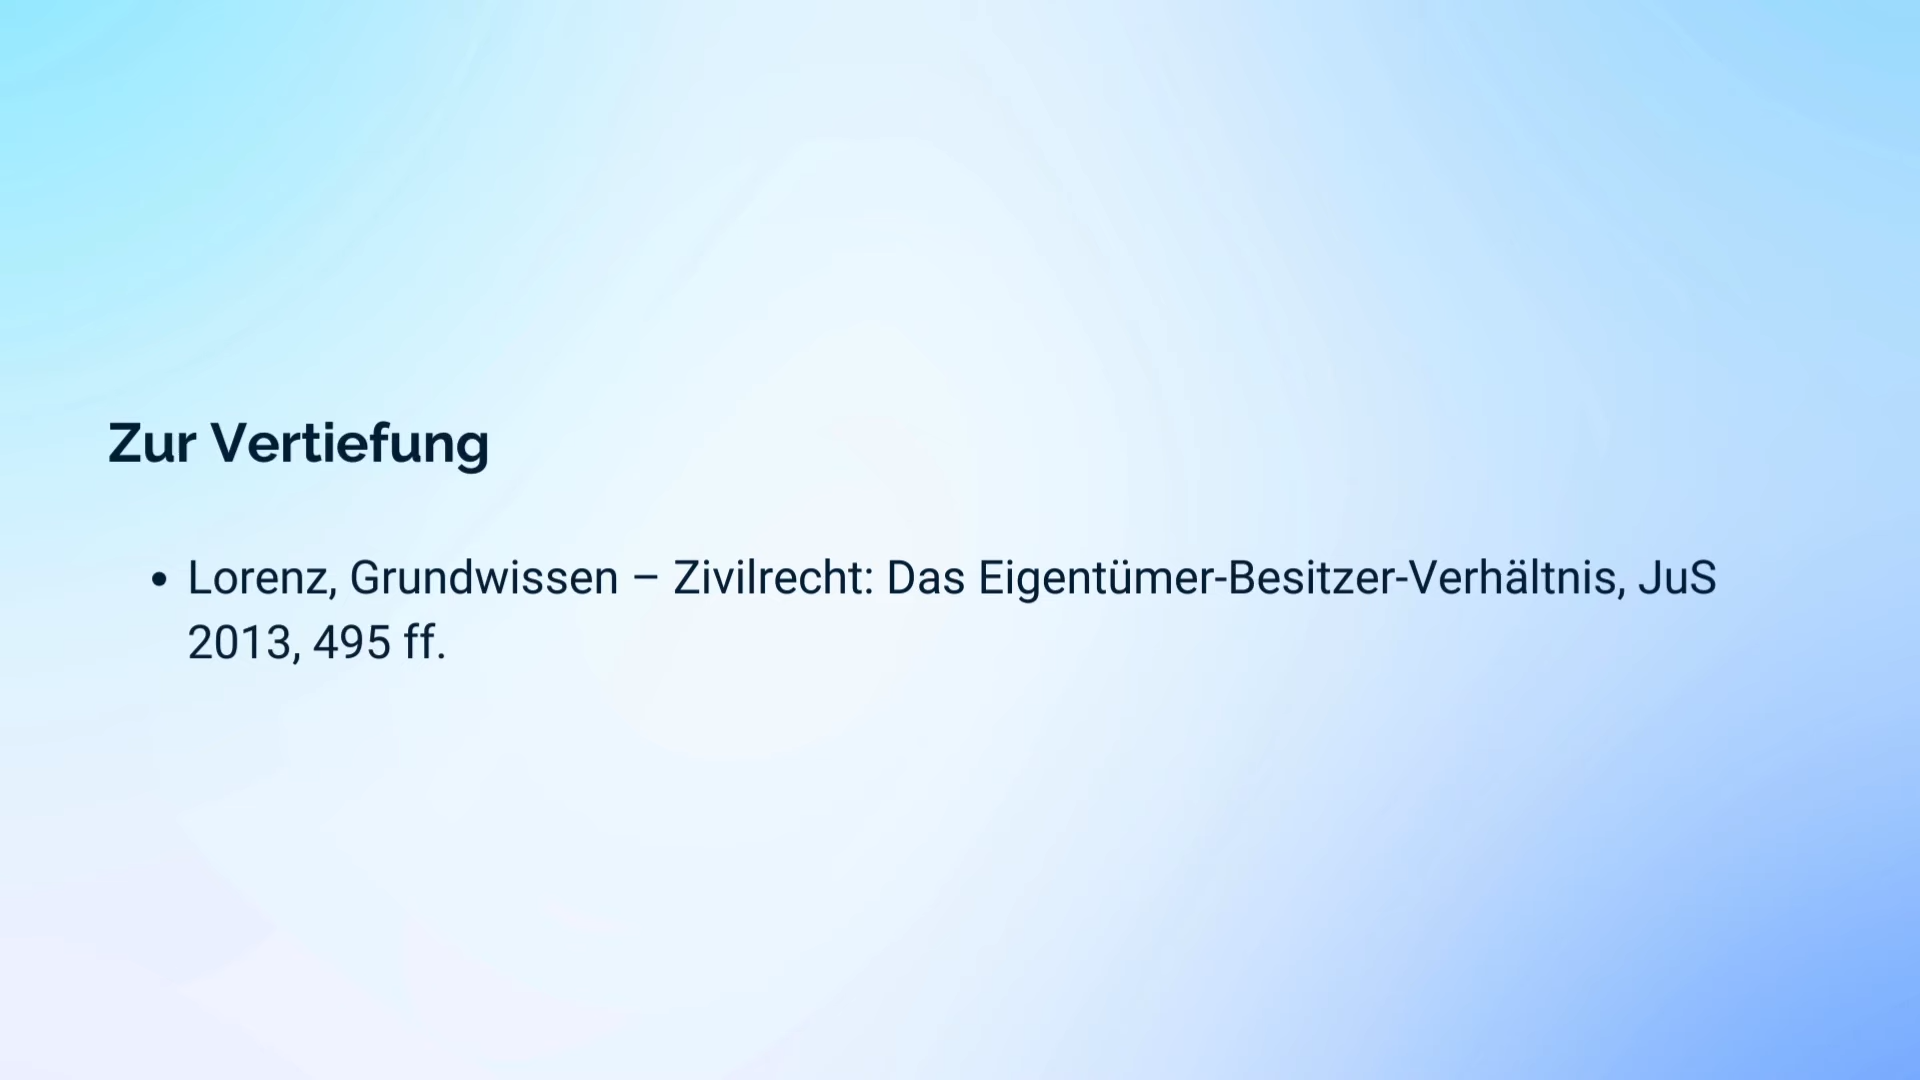 Zur Vertiefung
• Lorenz, Grundwissen – Zivilrecht: Das Eigentümer-Besitzer-Verhältnis, JuS
2013, 495 ff.